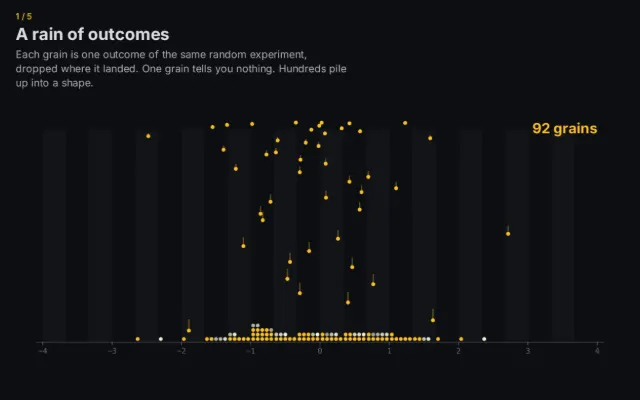 1 / 5
A rain of outcomes
Each grain is one outcome of the same random experiment,
dropped where it landed. One grain tells you nothing. Hundreds pile
up into a shape.
92 grains
−4 −3 −2 −1 0 1 2 3 4